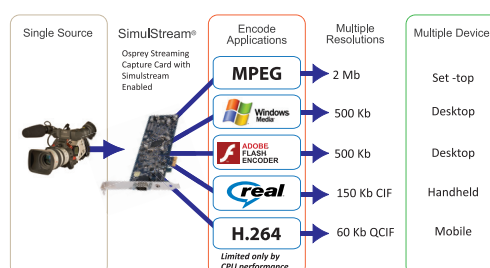 Single Source
SimulStream®
Osprey Streaming
Capture Card with
Simulstream
Enabled
Encode
Applications
MPEG
Windows
Media
ADOBE
FLASH
ENCODER
real
H.264
Limited only by
CPU performance
Multiple
Resolutions
2 Mb
500 Kb
500 Kb
150 Kb CIF
60 Kb QCIF
Multiple Device
Set -top
Desktop
Desktop
Handheld
Mobile